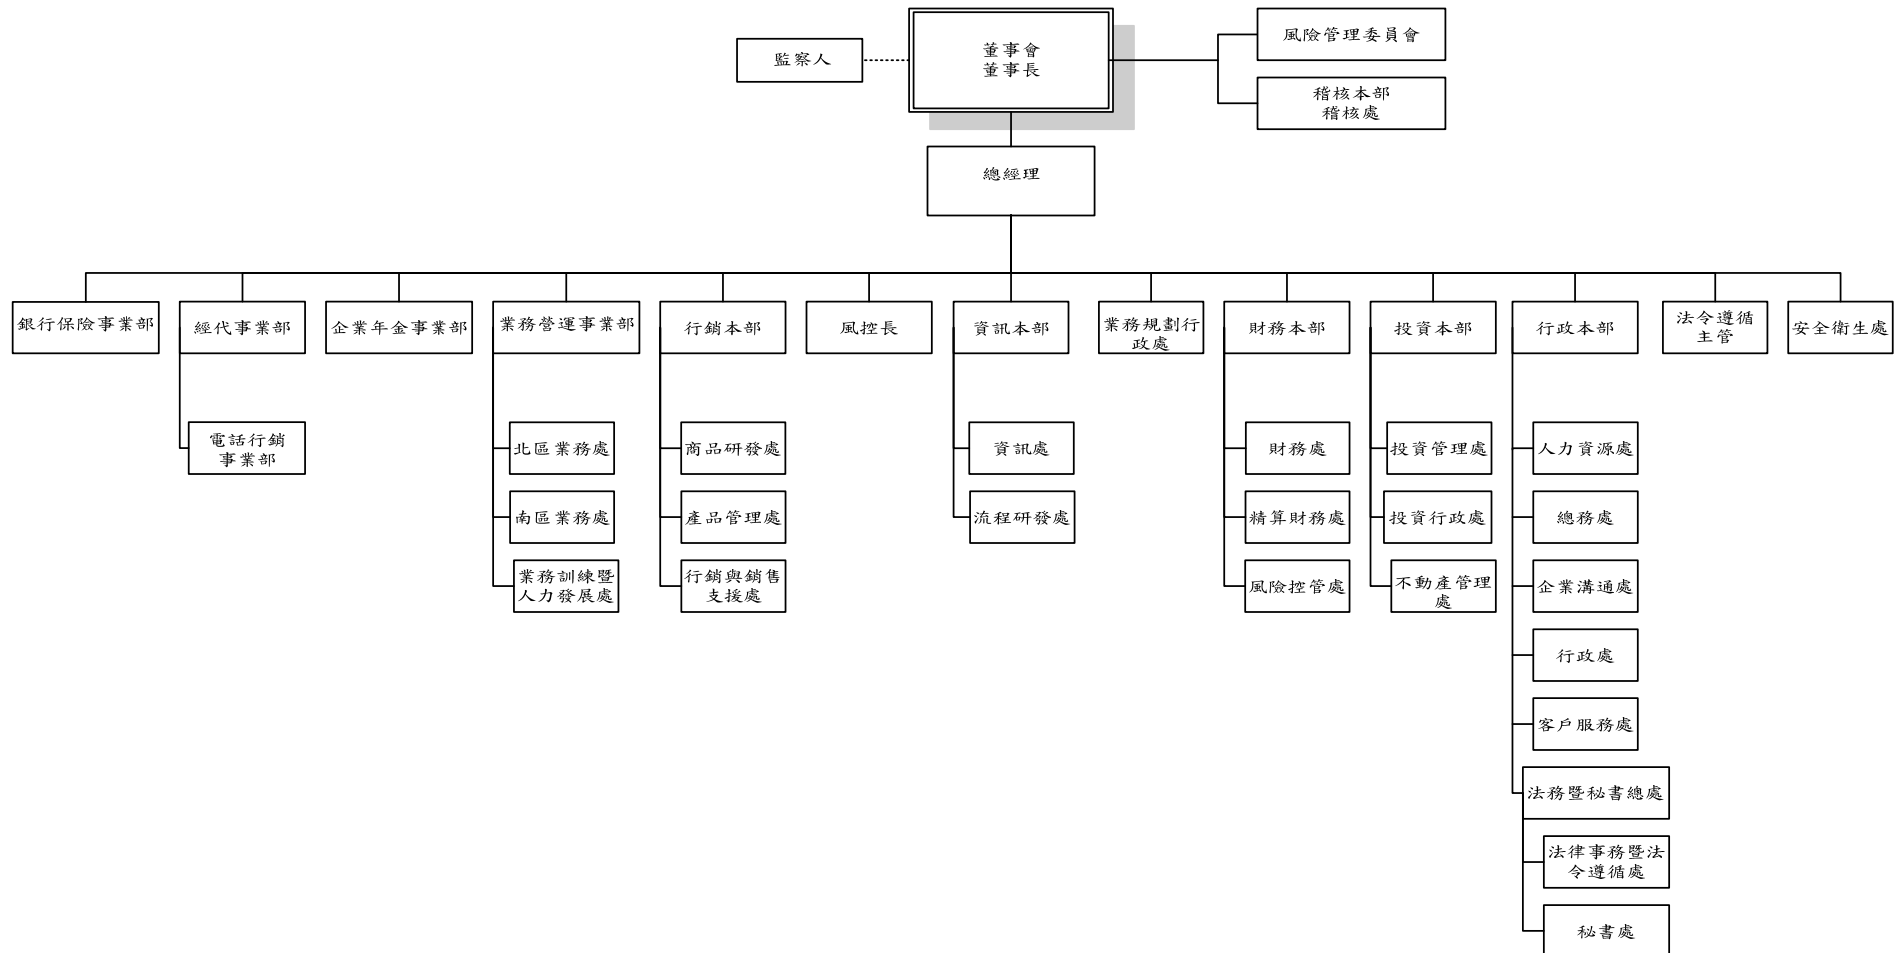 監察人
董事會
董事長
風險管理委員會
稽核本部
稽核處
總經理
銀行保險事業部
經代事業部
企業年金事業部
業務營運事業部
行銷本部
風控長
資訊本部
業務規劃行
政處
財務本部
投資本部
行政本部
法令遵循
主管
安全衛生處
電話行銷
事業部
北區業務處
南區業務處
業務訓練暨
人力發展處
商品研發處
產品管理處
行銷與銷售
支援處
資訊處
流程研發處
財務處
精算財務處
風險控管處
投資管理處
投資行政處
不動產管理
處
人力資源處
總務處
企業溝通處
行政處
客戶服務處
法務暨秘書總處
法律事務暨法
令遵循處
秘書處